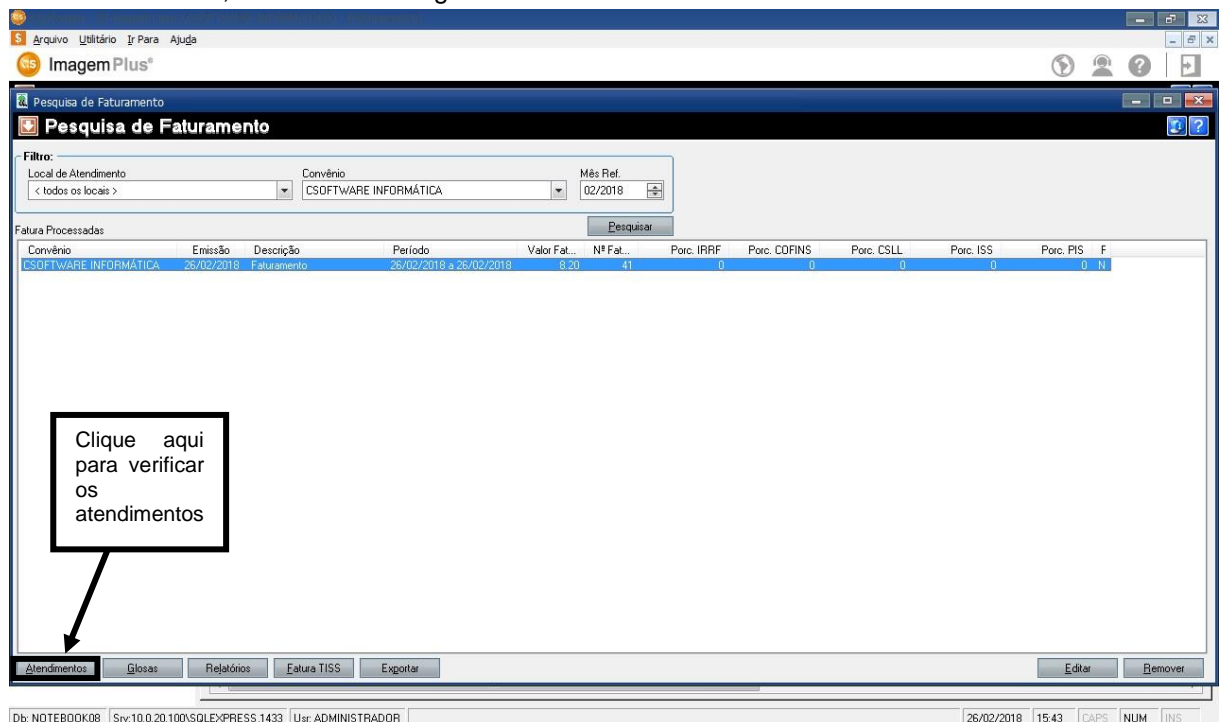 Arquivo Utilitário Ir Para Ajuda
ImagemPlus®
Pesquisa de Faturamento
Pesquisa de Faturamento
Filtro:
Local de Atendimento Convênio Mês Ref.
< todos os locais > CSOFTWARE INFORMÁTICA 02/2018
Fatura Processadas Pesquisar
Convênio Emissão Descrição Período Valor Fat... Nº Fat... Porc. IRRF Porc. COFINS Porc. CSLL Porc. ISS Porc. PIS F
CSOFTWARE INFORMÁTICA 26/02/2018 Faturamento 26/02/2018 a 26/02/2018 8.20 41 0 0 0 0 0 N
Clique aqui
para verificar
os
atendimentos
Atendimentos Glosas Relatórios Fatura TISS Exportar Editar Remover
Db: NOTEBOOK08 Srv:10.0.20.100\SQLEXPRESS,1433 Usr: ADMINISTRADOR 26/02/2018 15:43 CAPS NUM INS